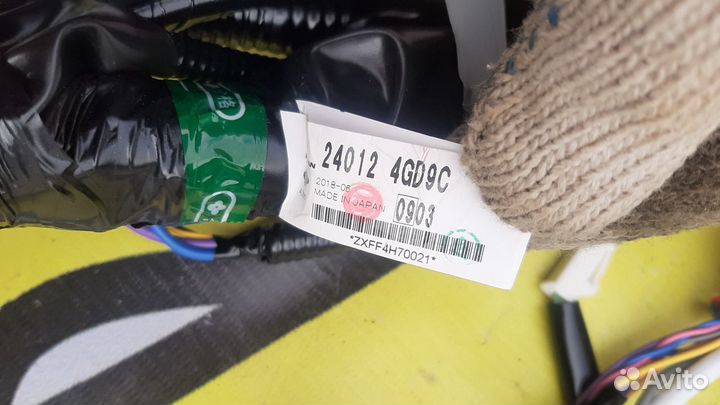 24012 4GD9C
2018-06
MADE IN JAPAN 0903
*ZXFF4H70021*
Avito